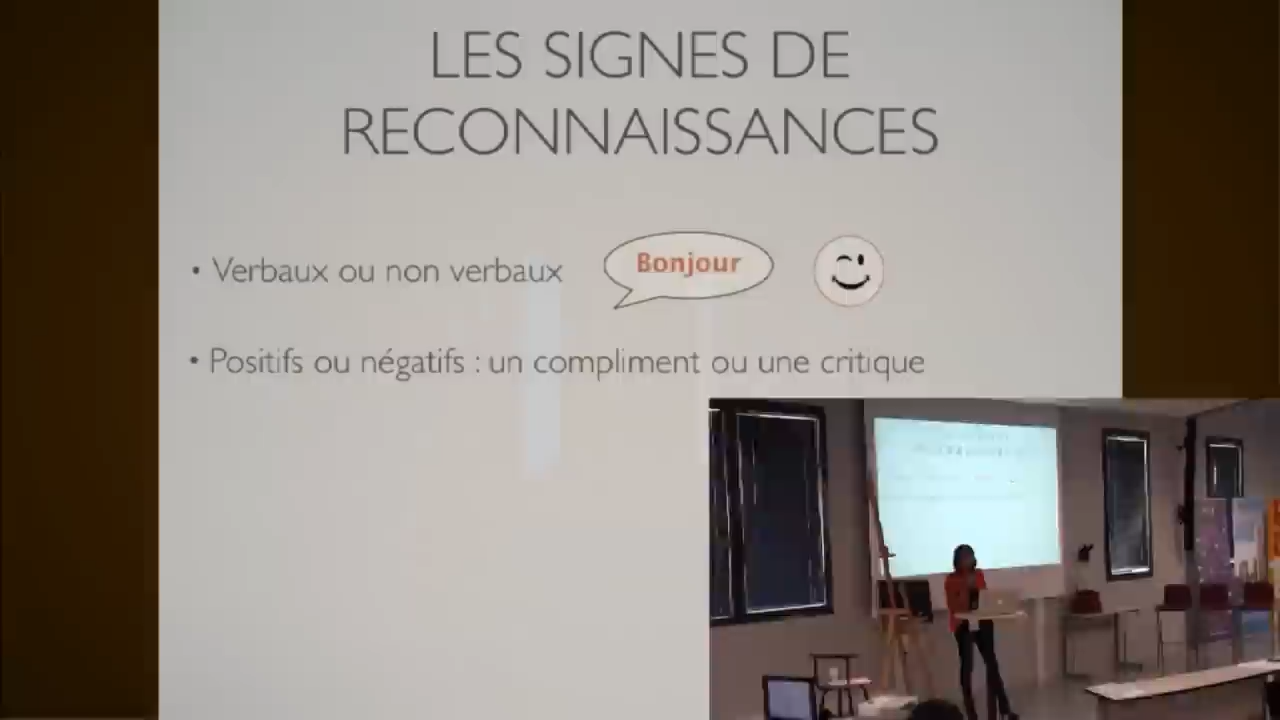 LES SIGNES DE
RECONNAISSANCES
• Verbaux ou non verbaux
Bonjour
• Positifs ou négatifs : un compliment ou une critique